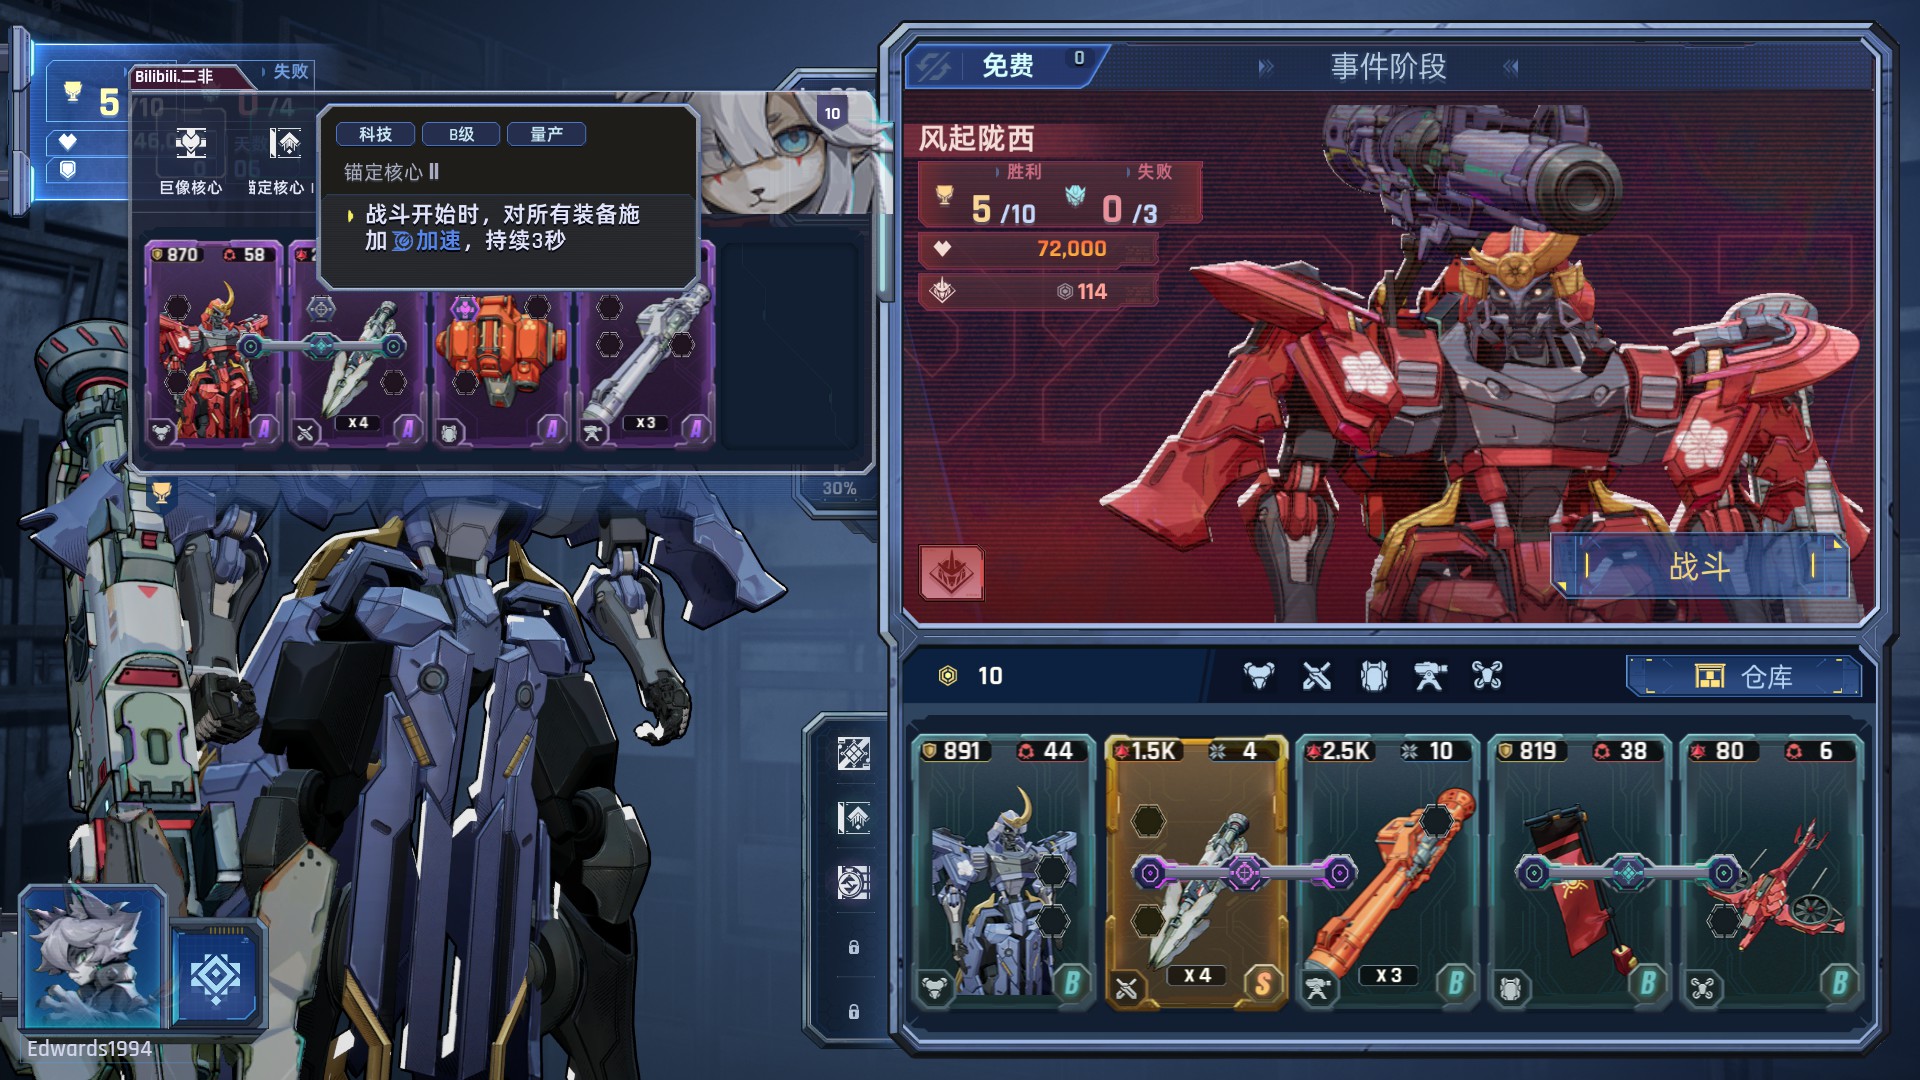 Bilibili.二非
失败
5 /10
0 /4
巨像核心
锚定核心
10
科技
B级
量产
锚定核心 II
战斗开始时，对所有装备施
加加速，持续3秒
870
58
x4
A
A
A
x3
A
30%
免费
0
事件阶段
风起陇西
胜利
失败
5 /10
0 /3
72,000
114
战斗
10
仓库
891
44
1.5K
4
2.5K
10
819
38
80
6
B
x4
S
x3
B
B
B
Edwards1994